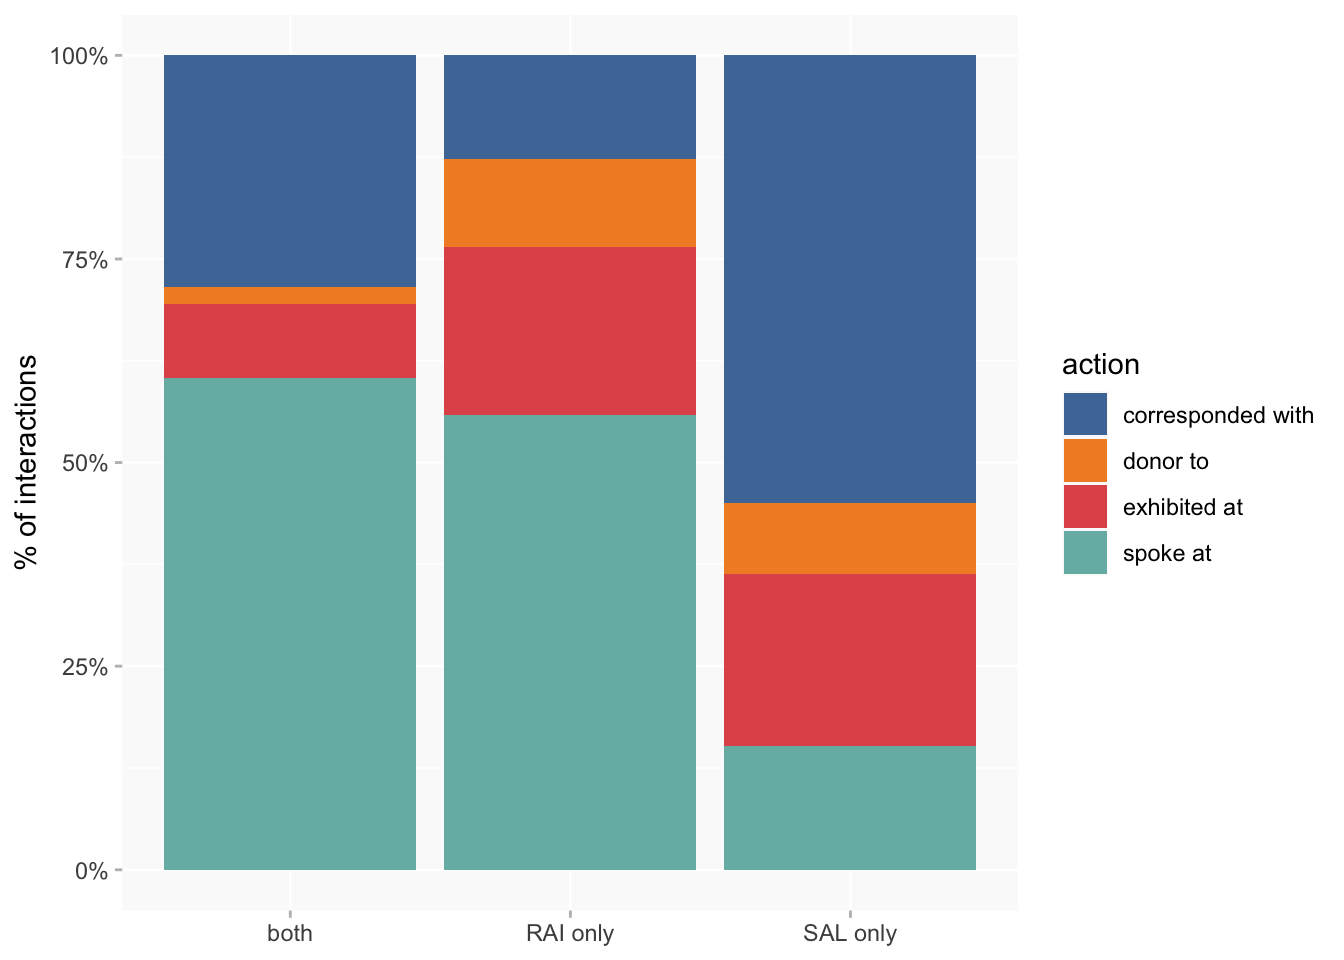 100%
75%
50%
25%
0%
% of interactions
both
RAI only
SAL only
action
corresponded with
donor to
exhibited at
spoke at